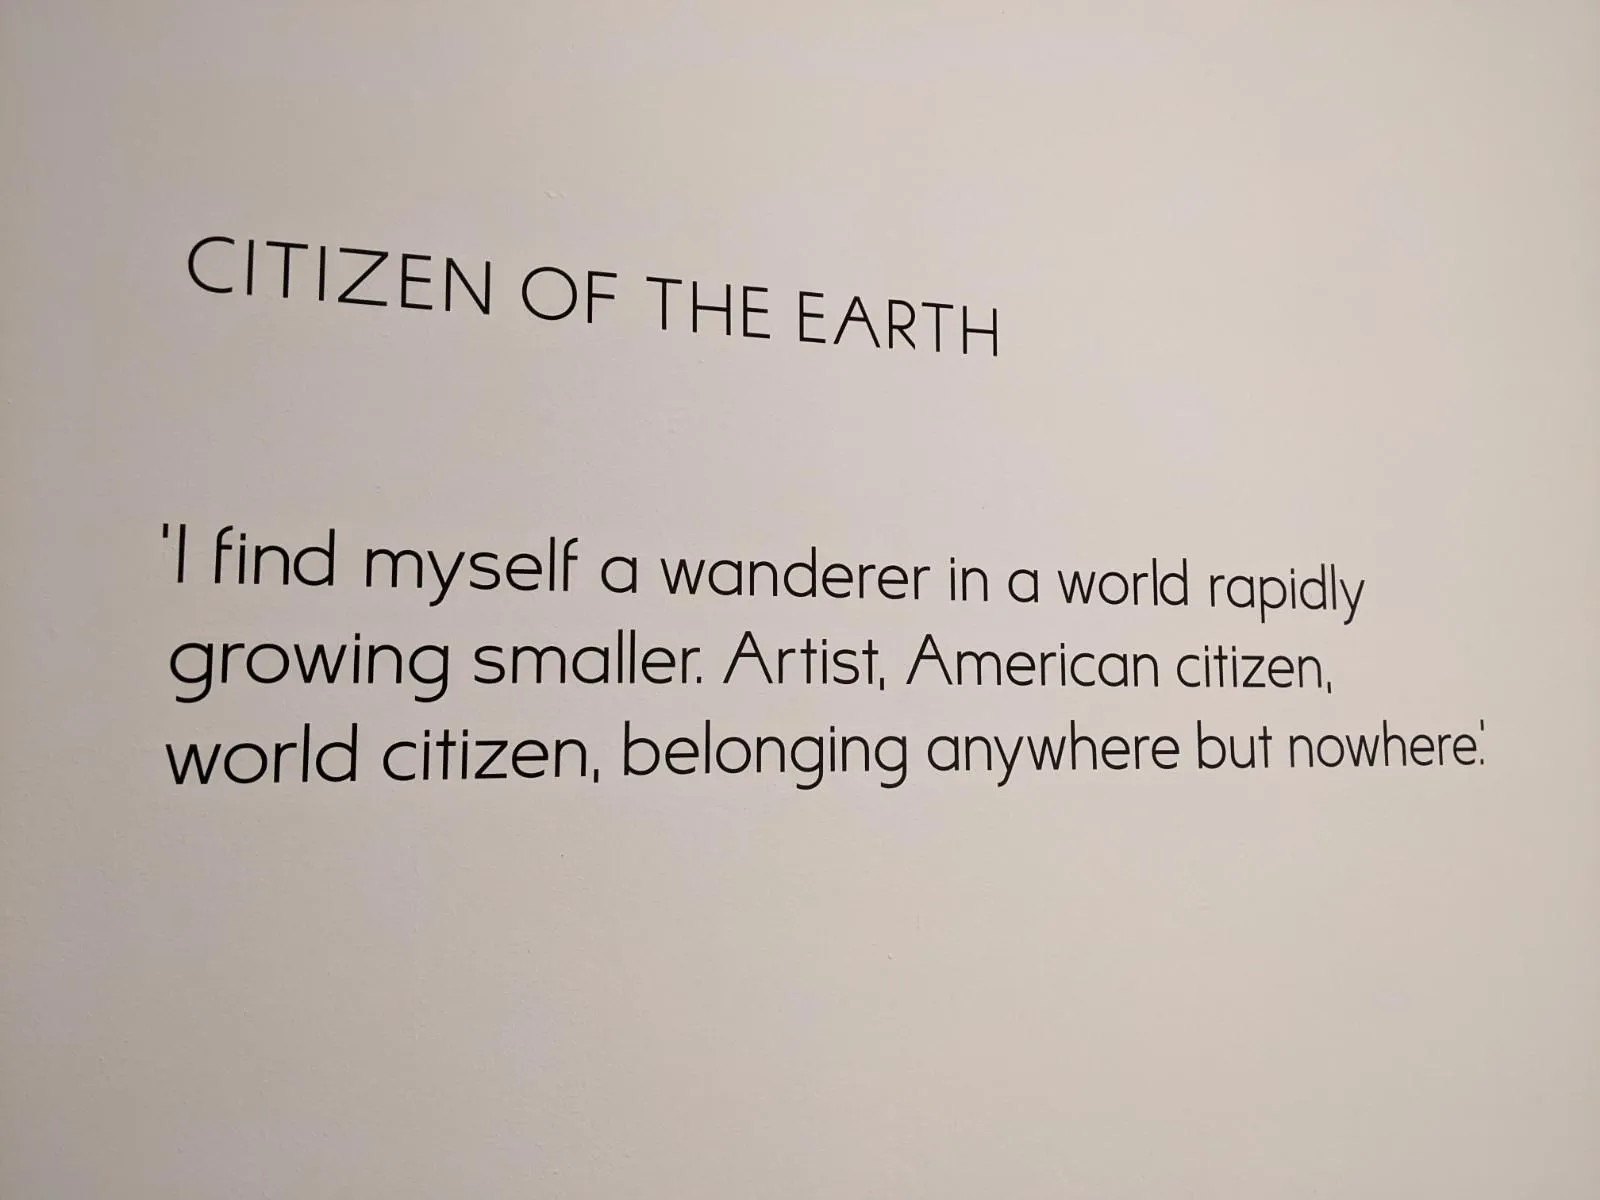 CITIZEN OF THE EARTH
'I find myself a wanderer in a world rapidly
growing smaller. Artist, American citizen,
world citizen, belonging anywhere but nowhere.'